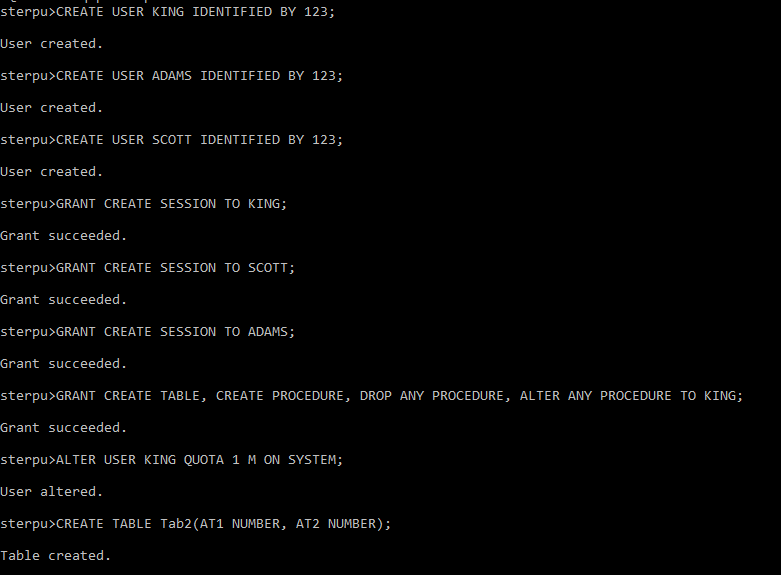 sterpu>CREATE USER KING IDENTIFIED BY 123;
User created.
sterpu>CREATE USER ADAMS IDENTIFIED BY 123;
User created.
sterpu>CREATE USER SCOTT IDENTIFIED BY 123;
User created.
sterpu>GRANT CREATE SESSION TO KING;
Grant succeeded.
sterpu>GRANT CREATE SESSION TO SCOTT;
Grant succeeded.
sterpu>GRANT CREATE SESSION TO ADAMS;
Grant succeeded.
sterpu>GRANT CREATE TABLE, CREATE PROCEDURE, DROP ANY PROCEDURE, ALTER ANY PROCEDURE TO KING;
Grant succeeded.
sterpu>ALTER USER KING QUOTA 1 M ON SYSTEM;
User altered.
sterpu>CREATE TABLE Tab2(AT1 NUMBER, AT2 NUMBER);
Table created.